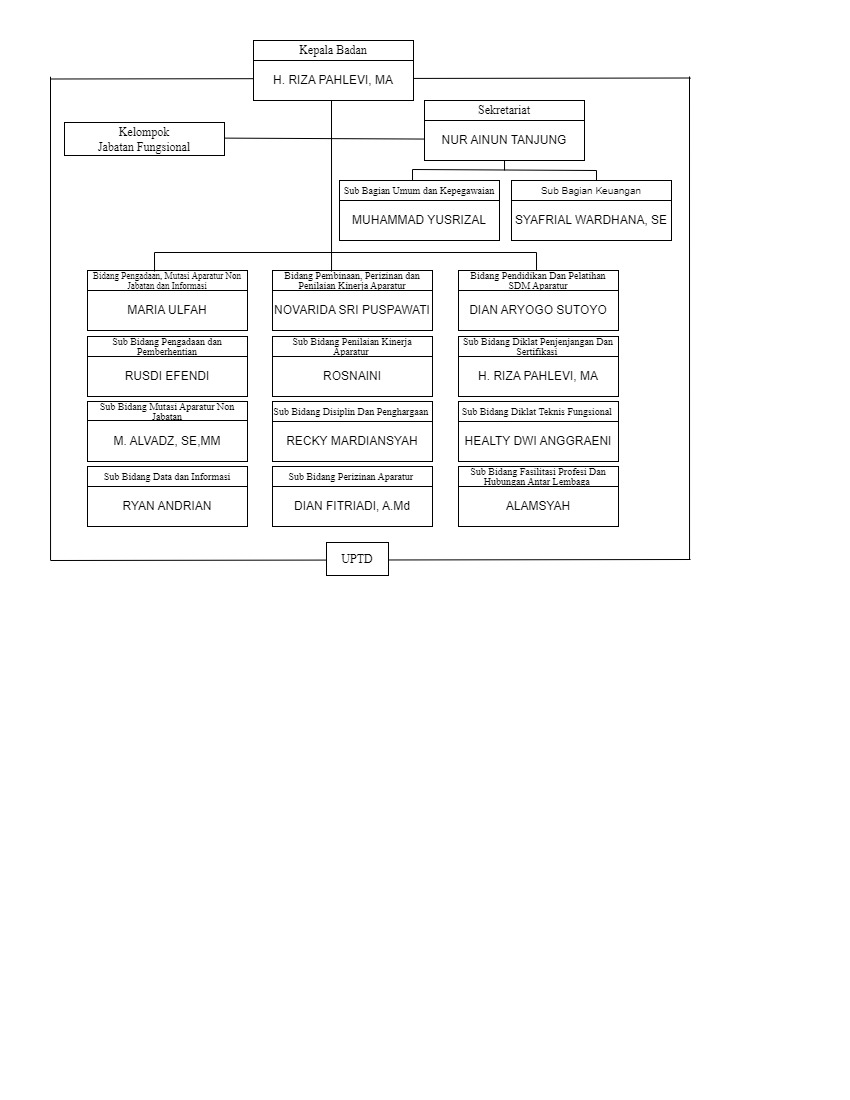 Kepala Badan
H. RIZA PAHLEVI, MA
Sekretariat
NUR AINUN TANJUNG
Kelompok
Jabatan Fungsional
Sub Bagian Umum dan Kepegawaian
MUHAMMAD YUSRIZAL
Sub Bagian Keuangan
SYAFRIAL WARDHANA, SE
Bidang Pengadaan, Mutasi Aparatur Non
Jabatan dan Informasi
MARIA ULFAH
Sub Bidang Pengadaan dan
Pemberhentian
RUSDI EFENDI
Sub Bidang Mutasi Aparatur Non
Jabatan
M. ALVADZ, SE,MM
Sub Bidang Data dan Informasi
RYAN ANDRIAN
Bidang Pembinaan, Perizinan dan
Penilaian Kinerja Aparatur
NOVARIDA SRI PUSPAWATI
Sub Bidang Penilaian Kinerja
Aparatur
ROSNAINI
Sub Bidang Disiplin Dan Penghargaan
RECKY MARDIANSYAH
Sub Bidang Perizinan Aparatur
DIAN FITRIADI, A.Md
Bidang Pendidikan Dan Pelatihan
SDM Aparatur
DIAN ARYOGO SUTOYO
Sub Bidang Diklat Penjenjangan Dan
Sertifikasi
H. RIZA PAHLEVI, MA
Sub Bidang Diklat Teknis Fungsional
HEALTY DWI ANGGRAENI
Sub Bidang Fasilitasi Profesi Dan
Hubungan Antar Lembaga
ALAMSYAH
UPTD